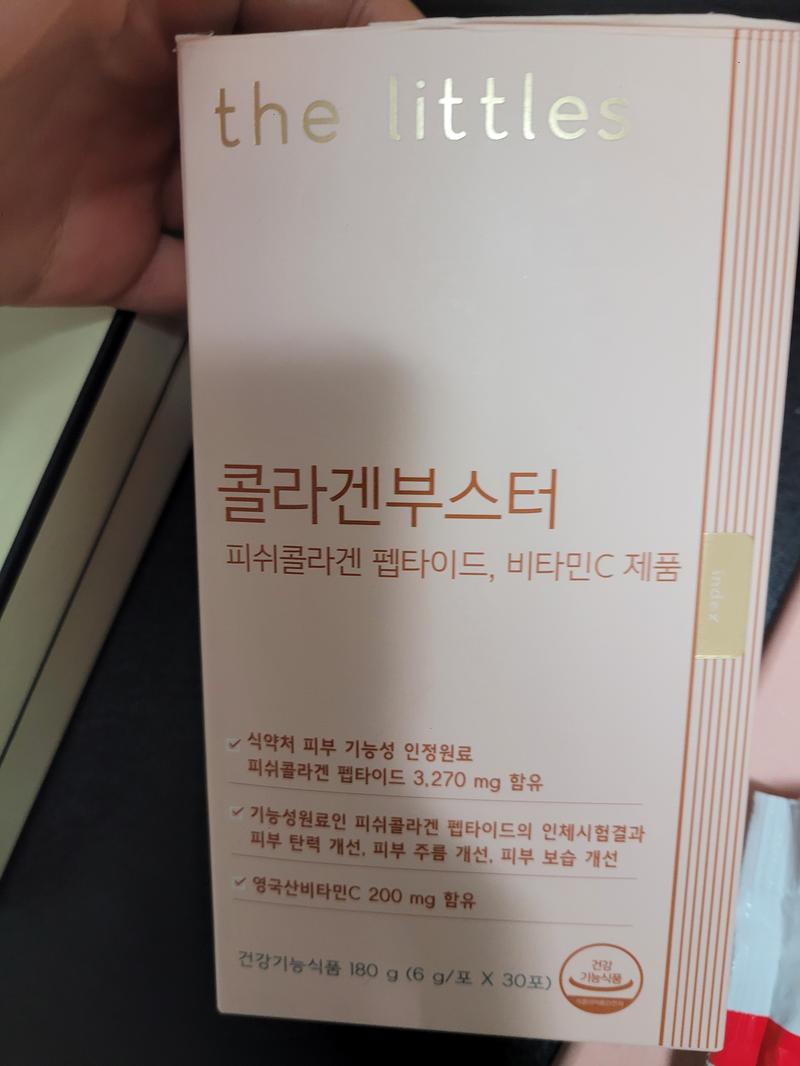 the littles
콜라겐부스터
피쉬콜라겐 펩타이드, 비타민C 제품
index
식약처 피부 기능성 인정원료
피쉬콜라겐 펩타이드 3,270 mg 함유
기능성원료인 피쉬콜라겐 펩타이드의 인체시험결과
피부 탄력 개선, 피부 주름 개선, 피부 보습 개선
영국산비타민C 200 mg 함유
건강기능식품 180 g (6 g/포 X 30포)
건강
기능식품